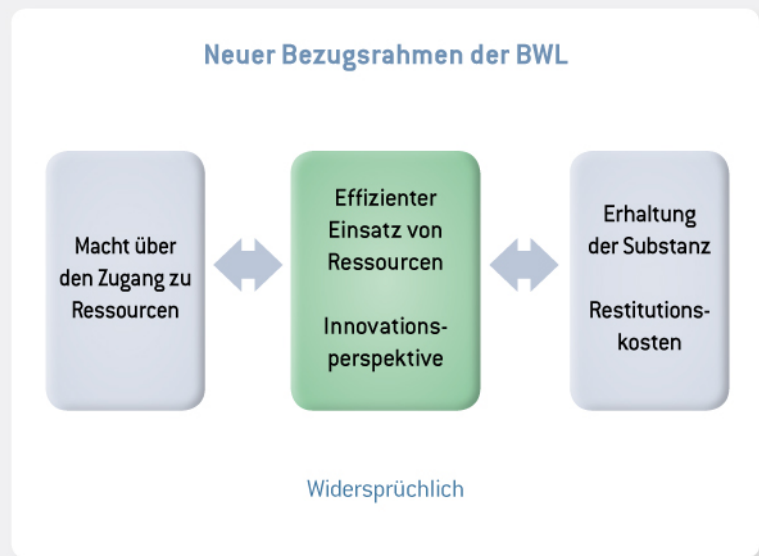 Neuer Bezugsrahmen der BWL
Macht über
den Zugang zu
Ressourcen
Effizienter
Einsatz von
Ressourcen
Innovations-
perspektive
Erhaltung
der Substanz
Restitutions-
kosten
Widersprüchlich